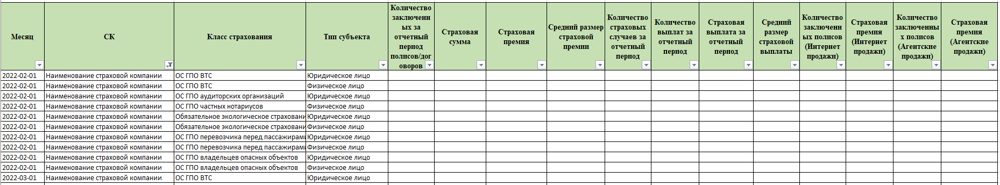 Месяц
СК
Класс страхования
Тип субъекта
Количество
заключенн
ых за
отчетный
период
полисов/дог
оворов
Страховая
сумма
Страховая
премия
Средний размер
страховой
премии
Количество
страховых
случаев за
отчетный
период
Количество
выплат за
отчетный
период
Страховая
выплата за
отчетный
период
Средний
размер
страховой
выплаты
Количество
заключенн
ых полисов
(Интернет
продажи)
Страховая
премия
(Интернет
продажи)
Количество
заключенны
х полисов
(Агентские
продажи)
Страховая
премия
(Агентские
продажи)
2022-02-01 Наименование страховой компании ОС ГПО ВТС Юридическое лицо
2022-02-01 Наименование страховой компании ОС ГПО ВТС Физическое лицо
2022-02-01 Наименование страховой компании ОС ГПО аудиторских организаций Юридическое лицо
2022-02-01 Наименование страховой компании ОС ГПО частных нотариусов Физическое лицо
2022-02-01 Наименование страховой компании Обязательное экологическое страховани Юридическое лицо
2022-02-01 Наименование страховой компании Обязательное экологическое страховани Физическое лицо
2022-02-01 Наименование страховой компании ОС ГПО перевозчика перед пассажирами Юридическое лицо
2022-02-01 Наименование страховой компании ОС ГПО перевозчика перед пассажирами Физическое лицо
2022-02-01 Наименование страховой компании ОС ГПО владельцев опасных объектов Юридическое лицо
2022-02-01 Наименование страховой компании ОС ГПО владельцев опасных объектов Физическое лицо
2022-03-01 Наименование страховой компании ОС ГПО ВТС Юридическое лицо